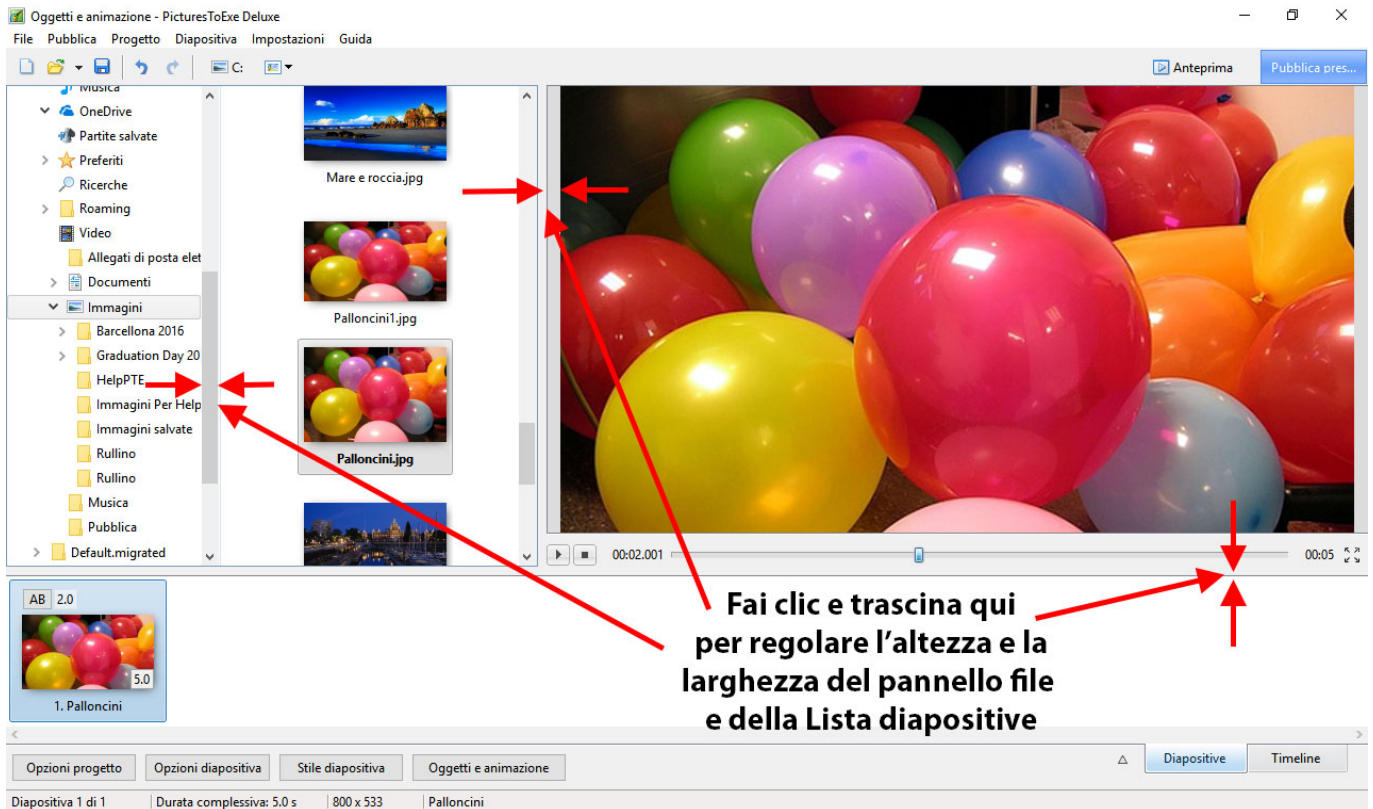 Oggetti e animazione - PicturesToExe Deluxe
File Pubblica Progetto Diapositiva Impostazioni Guida
C:
Anteprima
Pubblica pres...
Musica
OneDrive
Partite salvate
Preferiti
Ricerche
Roaming
Video
Allegati di posta elet
Documenti
Immagini
Barcellona 2016
Graduation Day 20
HelpPTE
Immagini Per Help
Immagini salvate
Rullino
Rullino
Musica
Pubblica
Default.migrated
Mare e roccia.jpg
Palloncini1.jpg
Palloncini.jpg
00:02.001
00:05
AB 2.0
5.0
1. Palloncini
Fai clic e trascina qui
per regolare l'altezza e la
larghezza del pannello file
e della Lista diapositive
Opzioni progetto
Opzioni diapositiva
Stile diapositiva
Oggetti e animazione
Diapositive
Timeline
Diapositiva 1 di 1
Durata complessiva: 5.0 s
800 x 533
Palloncini